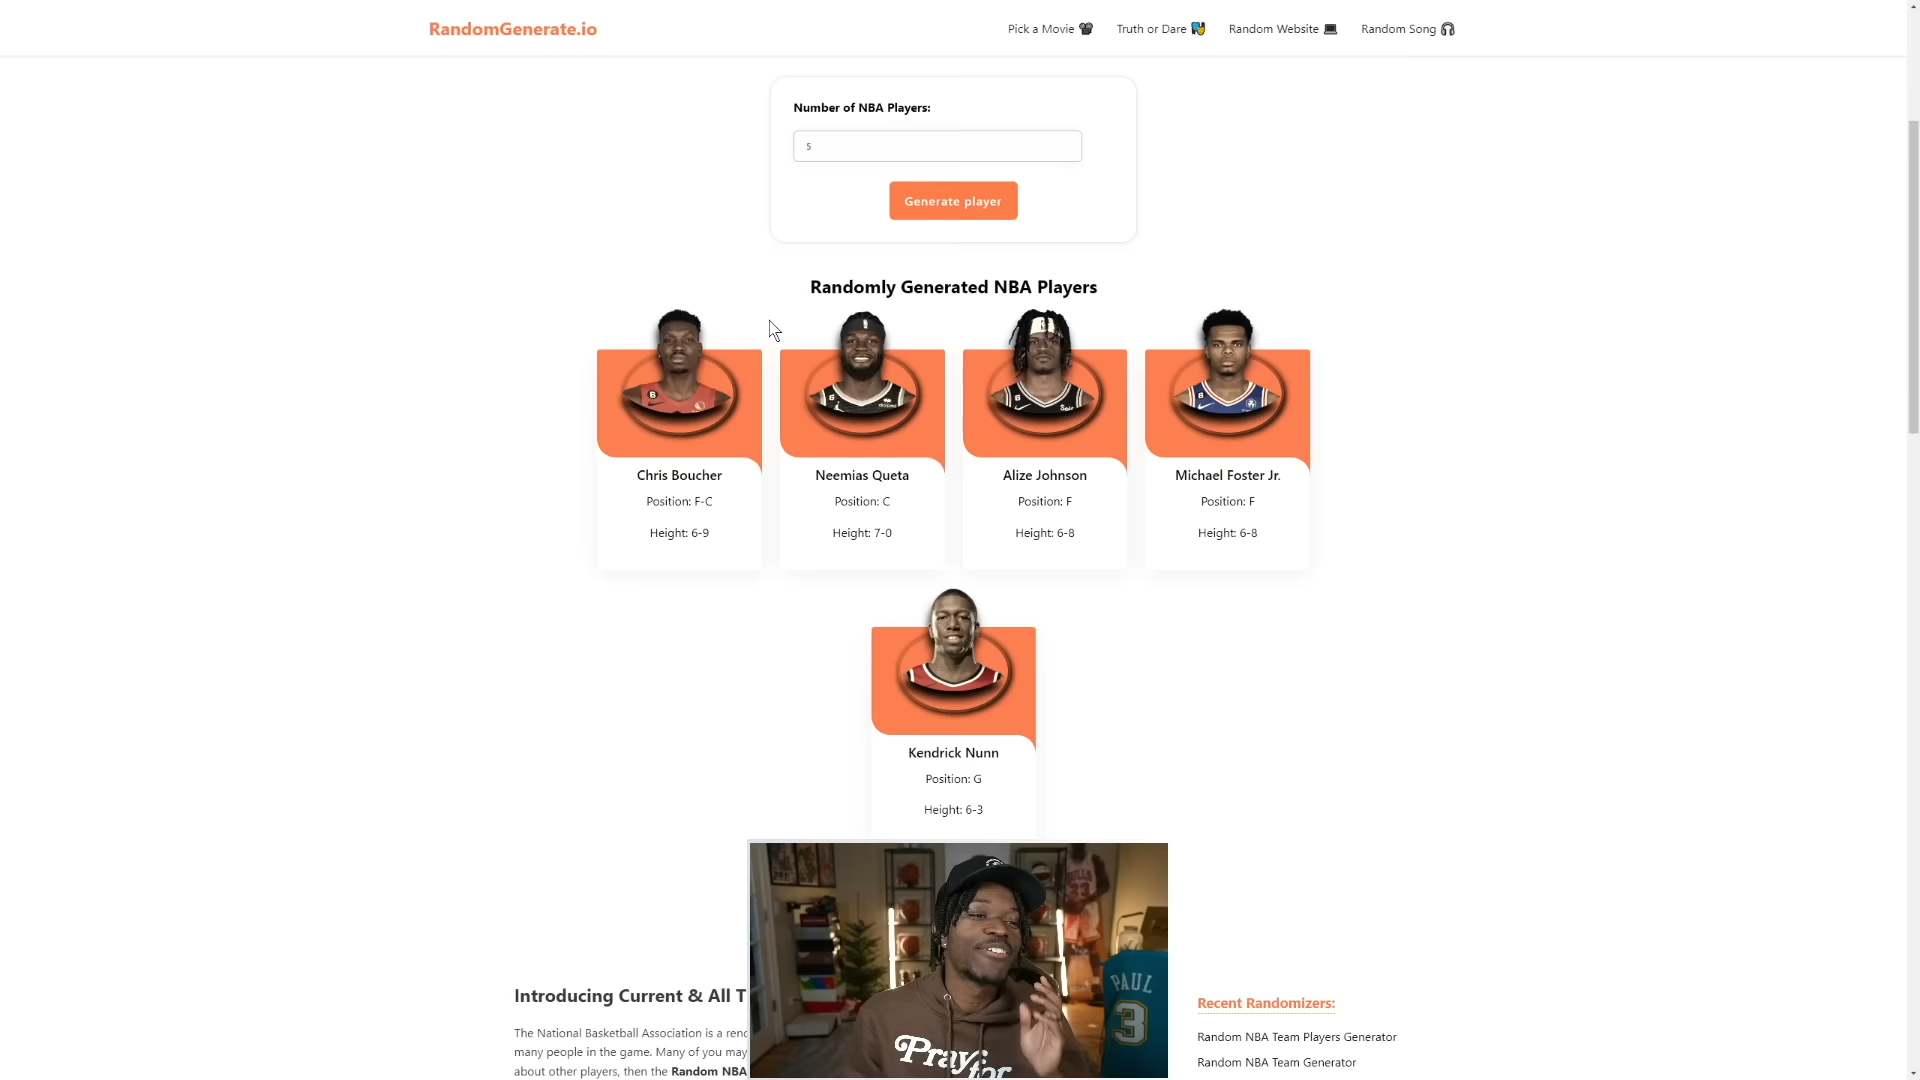 RandomGenerate.io
Pick a Movie Truth or Dare Random Website Random Song
Number of NBA Players:
5
Generate player
Randomly Generated NBA Players
Chris Boucher
Position: F-C
Height: 6-9
Neemias Queta
Position: C
Height: 7-0
Alize Johnson
Position: F
Height: 6-8
Michael Foster Jr.
Position: F
Height: 6-8
Kendrick Nunn
Position: G
Height: 6-3
Introducing Current & All T
The National Basketball Association is a reno
many people in the game. Many of you may
about other players, then the Random NBA
PAUL
3
Pray for
Recent Randomizers:
Random NBA Team Players Generator
Random NBA Team Generator